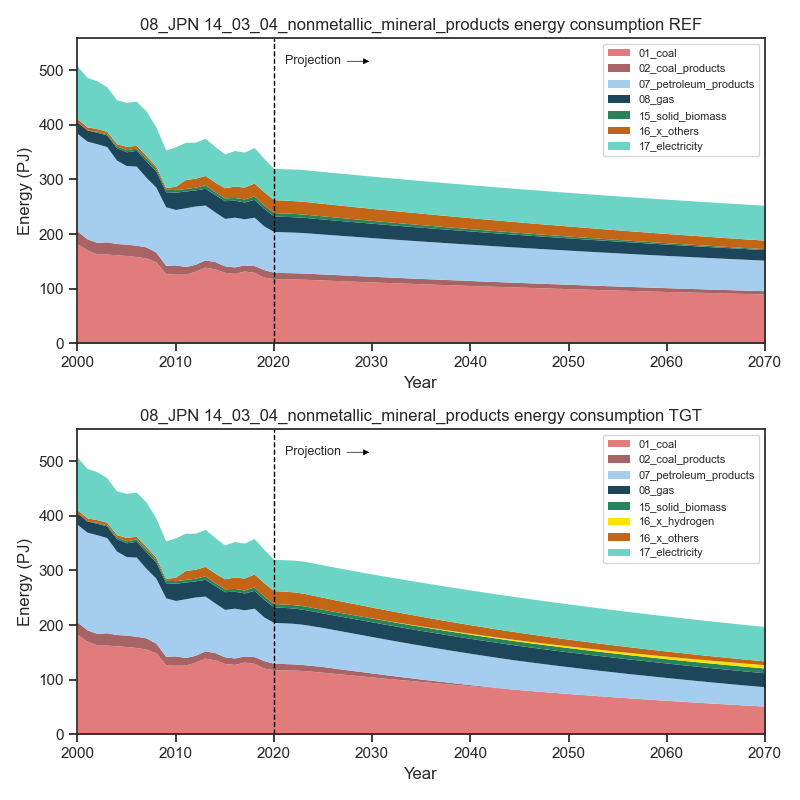 08_JPN 14_03_04_nonmetallic_mineral_products energy consumption REF
Energy (PJ)
500
400
300
200
100
0
Projection
01_coal
02_coal_products
07_petroleum_products
08_gas
15_solid_biomass
16_x_others
17_electricity
2000 2010 2020 2030 2040 2050 2060 2070
Year
08_JPN 14_03_04_nonmetallic_mineral_products energy consumption TGT
Energy (PJ)
500
400
300
200
100
0
Projection
01_coal
02_coal_products
07_petroleum_products
08_gas
15_solid_biomass
16_x_hydrogen
16_x_others
17_electricity
2000 2010 2020 2030 2040 2050 2060 2070
Year